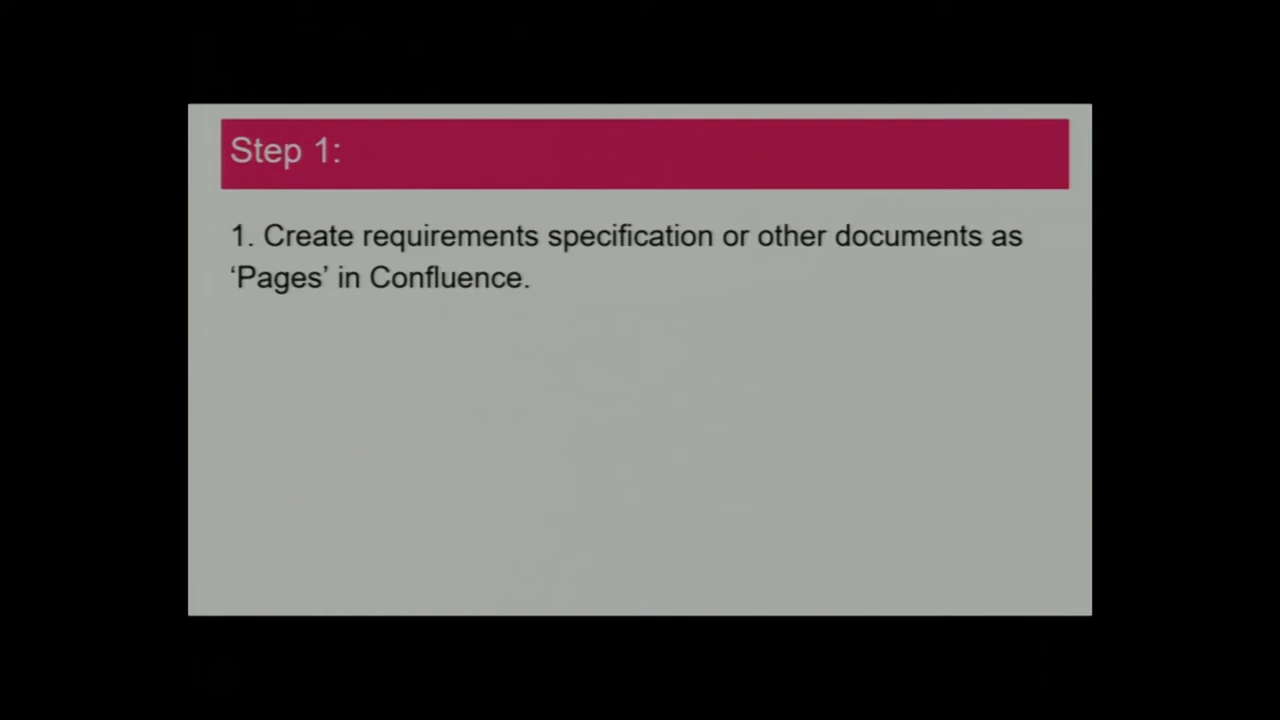 Step 1:
1. Create requirements specification or other documents as
‘Pages’ in Confluence.